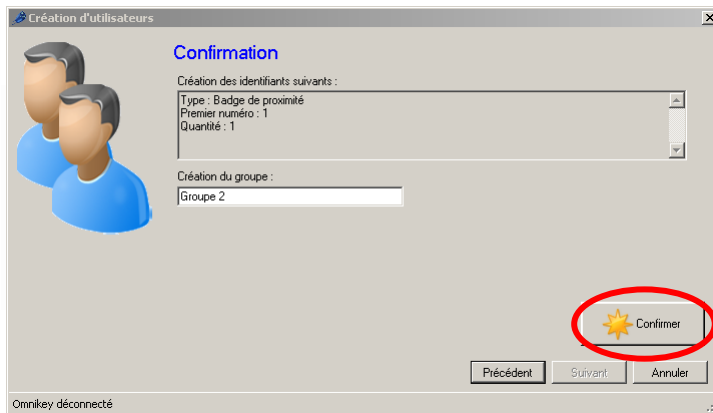 Création d'utilisateurs
Confirmation
Création des identifiants suivants :
Type : Badge de proximité
Premier numéro : 1
Quantité : 1
Création du groupe :
Groupe 2
Confirmer
Précédent Suivant Annuler
Omnikey déconnecté